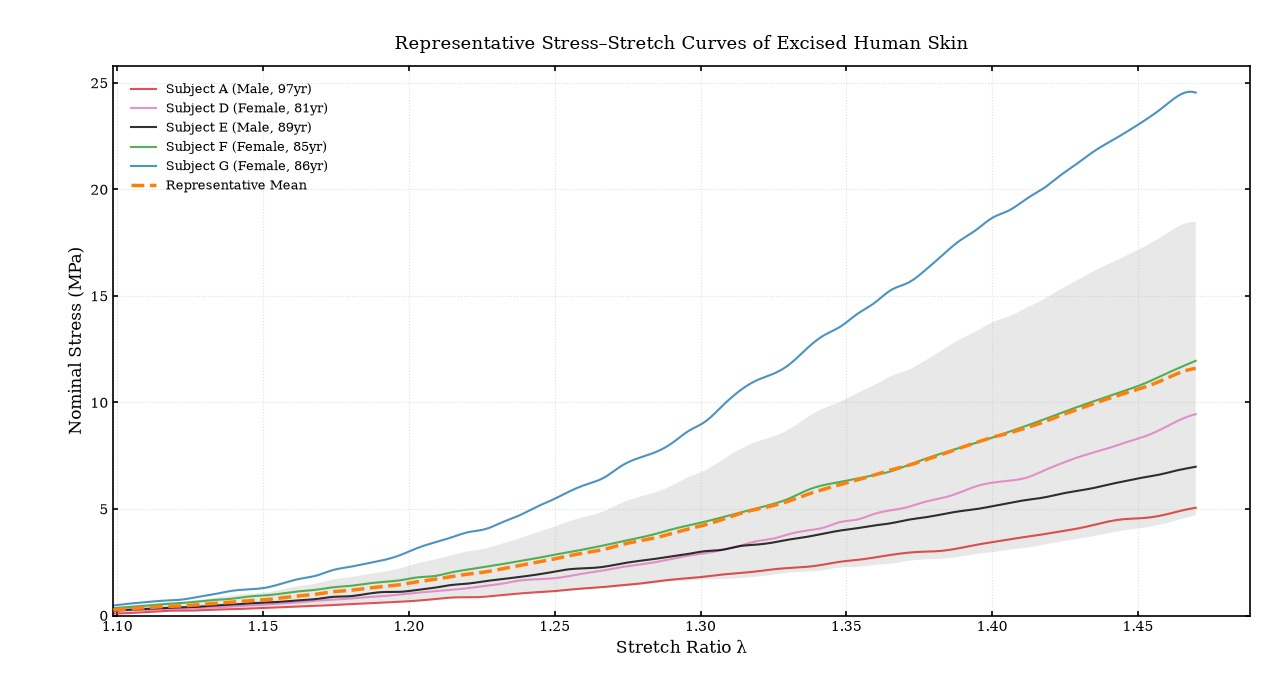 Representative Stress–Stretch Curves of Excised Human Skin
Subject A (Male, 97yr)
Subject D (Female, 81yr)
Subject E (Male, 89yr)
Subject F (Female, 85yr)
Subject G (Female, 86yr)
Representative Mean
Nominal Stress (MPa)
25
20
15
10
5
0
1.10 1.15 1.20 1.25 1.30 1.35 1.40 1.45
Stretch Ratio λ